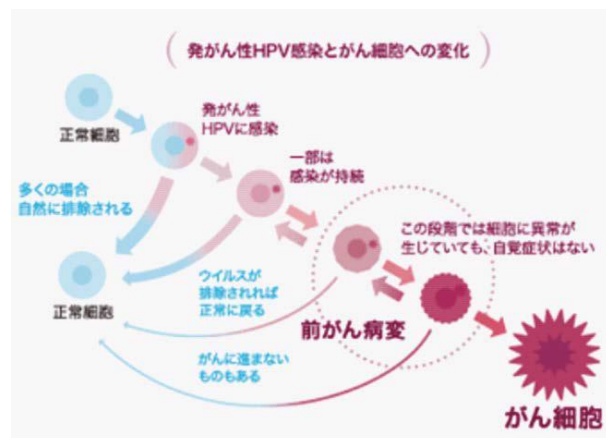 発がん性HPV感染とがん細胞への変化
正常細胞
発がん性
HPVに感染
一部は
感染が持続
多くの場合
自然に排除される
この段階では細胞に異常が
生じていても、自覚症状はない
正常細胞
ウイルスが
排除されれば
正常に戻る
前がん病変
がんに進まない
ものもある
がん細胞